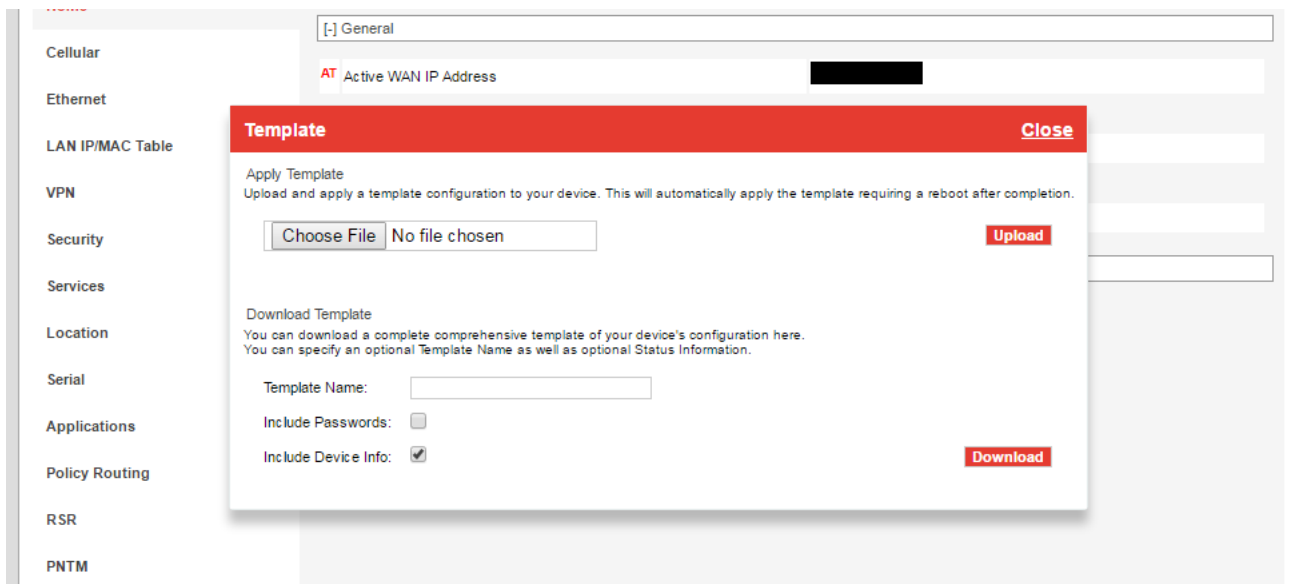 [-] General
Cellular
AT Active WAN IP Address
Ethernet
Template Close
LAN IP/MAC Table
Apply Template
Upload and apply a template configuration to your device. This will automatically apply the template requiring a reboot after completion.
VPN
Choose File No file chosen Upload
Security
Services
Download Template
You can download a complete comprehensive template of your device's configuration here.
You can specify an optional Template Name as well as optional Status Information.
Location
Serial
Template Name:
Include Passwords:
Applications
Include Device Info: Download
Policy Routing
RSR
PNTM